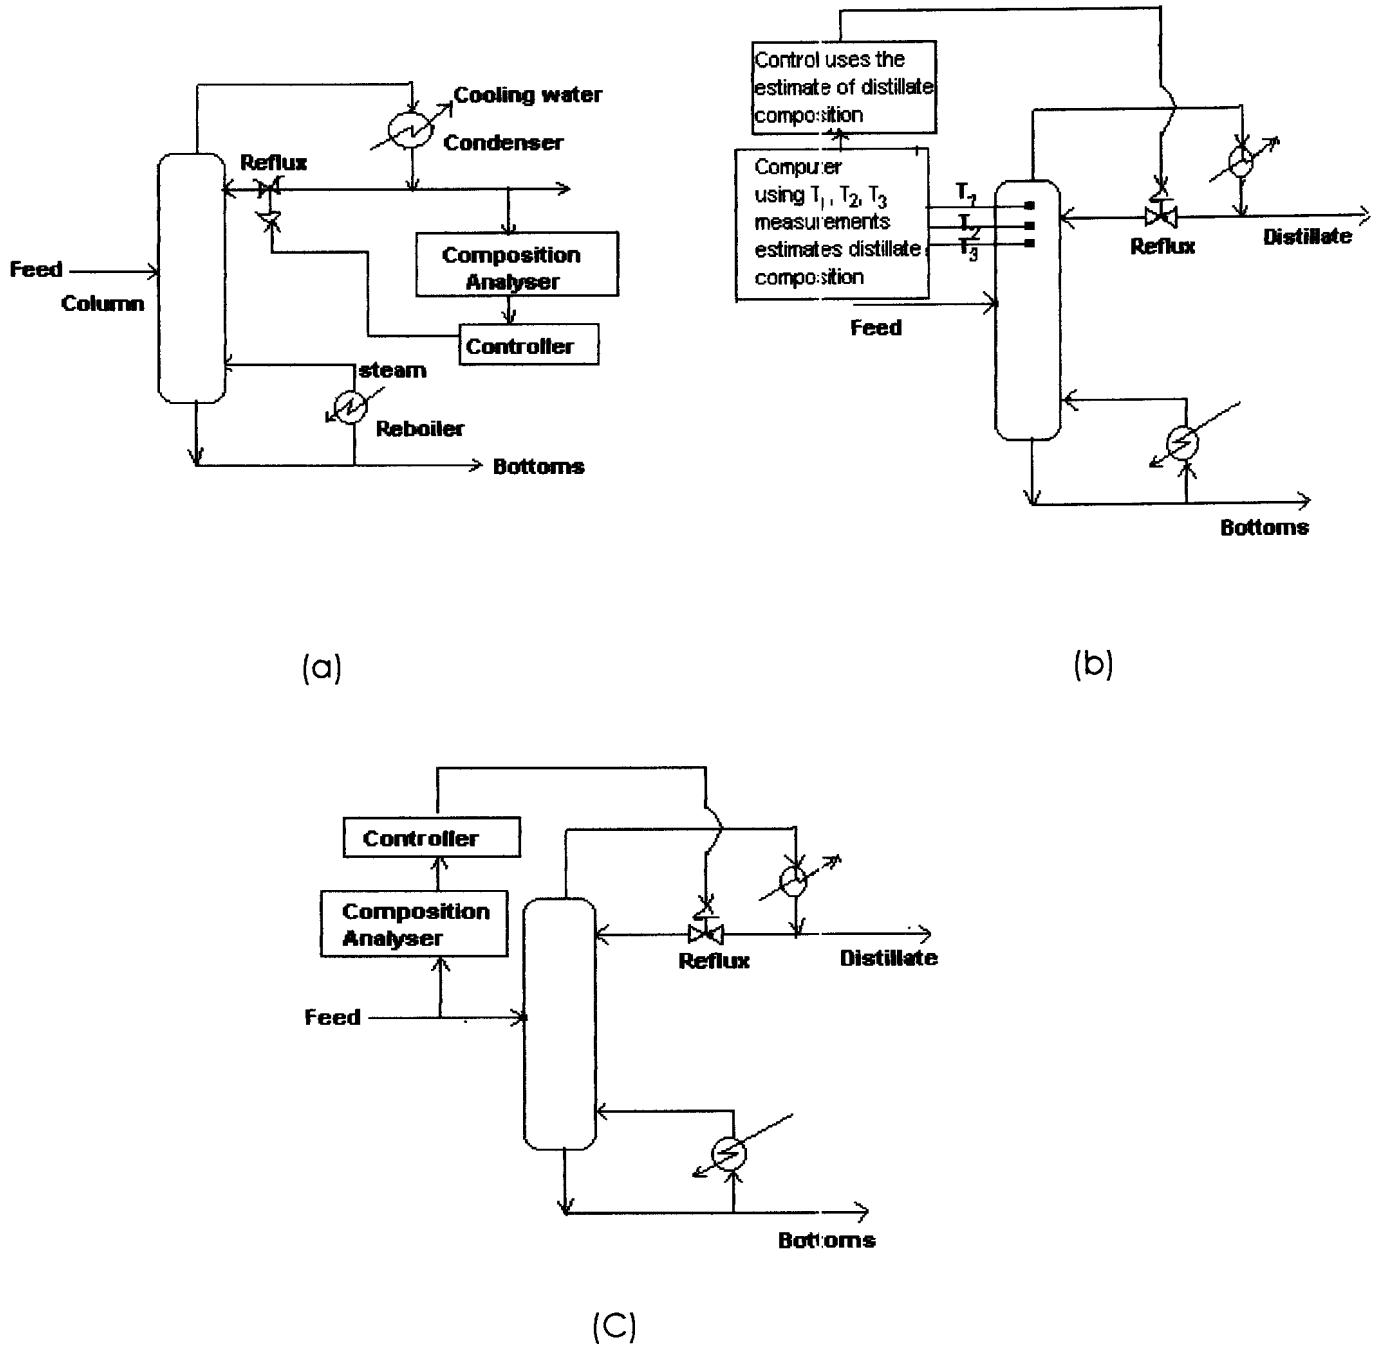 Cooling water
Condenser
Reflux
Composition
Analyser
Feed
Column
Controller
steam
Reboiler
Bottoms
(a)
Control uses the
estimate of distillate
composition
Computer
using T1, T2, T3
measurements
estimates distillate
composition
T1
T2
T3
Reflux
Distillate
Feed
Bottoms
(b)
Controller
Composition
Analyser
Reflux
Distillate
Feed
Bottoms
(C)